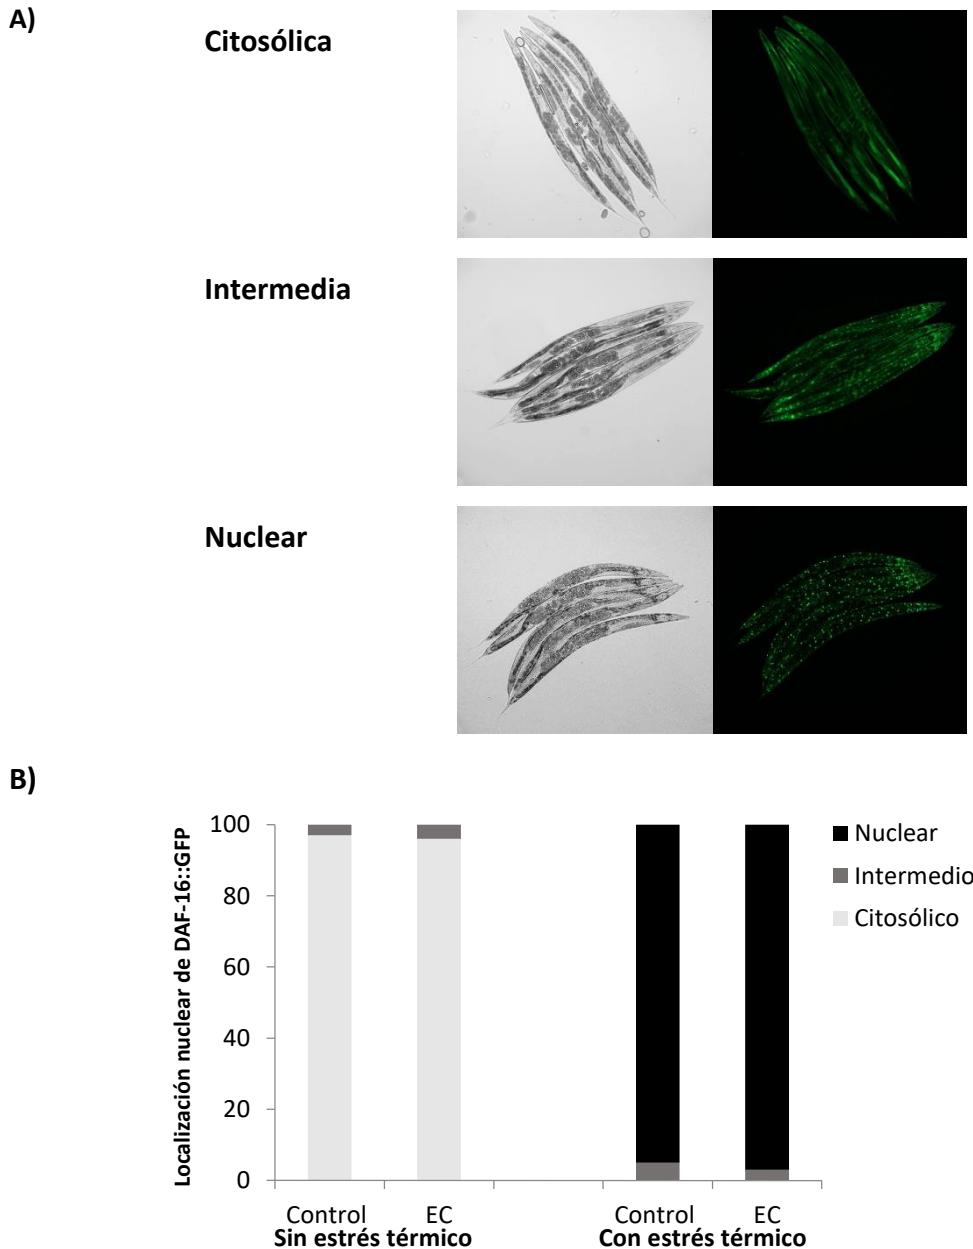 A)
Citosólica
Intermedia
Nuclear
B)
Localización nuclear de DAF-16::GFP
100
80
60
40
20
0
Control
EC
Control
EC
Sin estrés térmico
Con estrés térmico
Nuclear
Intermedio
Citosólico